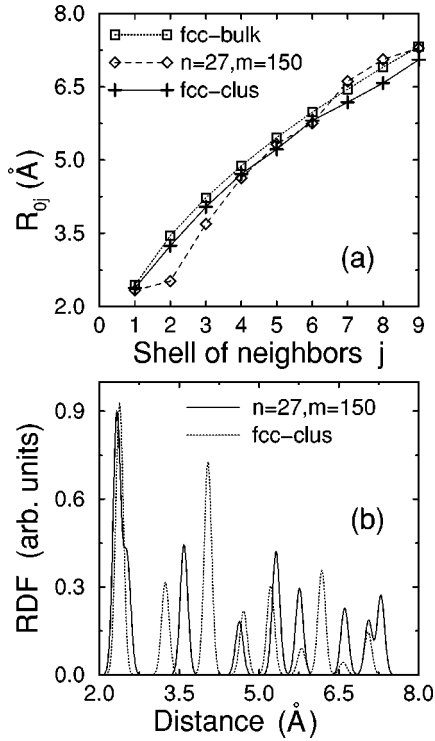 fcc-bulk
n=27,m=150
fcc-clus
7.5
6.0
5.0
3.5
2.0
R0j (Å)
(a)
0 1 2 3 4 5 6 7 8 9
Shell of neighbors j
n=27,m=150
fcc-clus
0.9
0.6
0.3
0.0
RDF (arb. units)
(b)
2.0 3.5 5.0 6.5 8.0
Distance (Å)